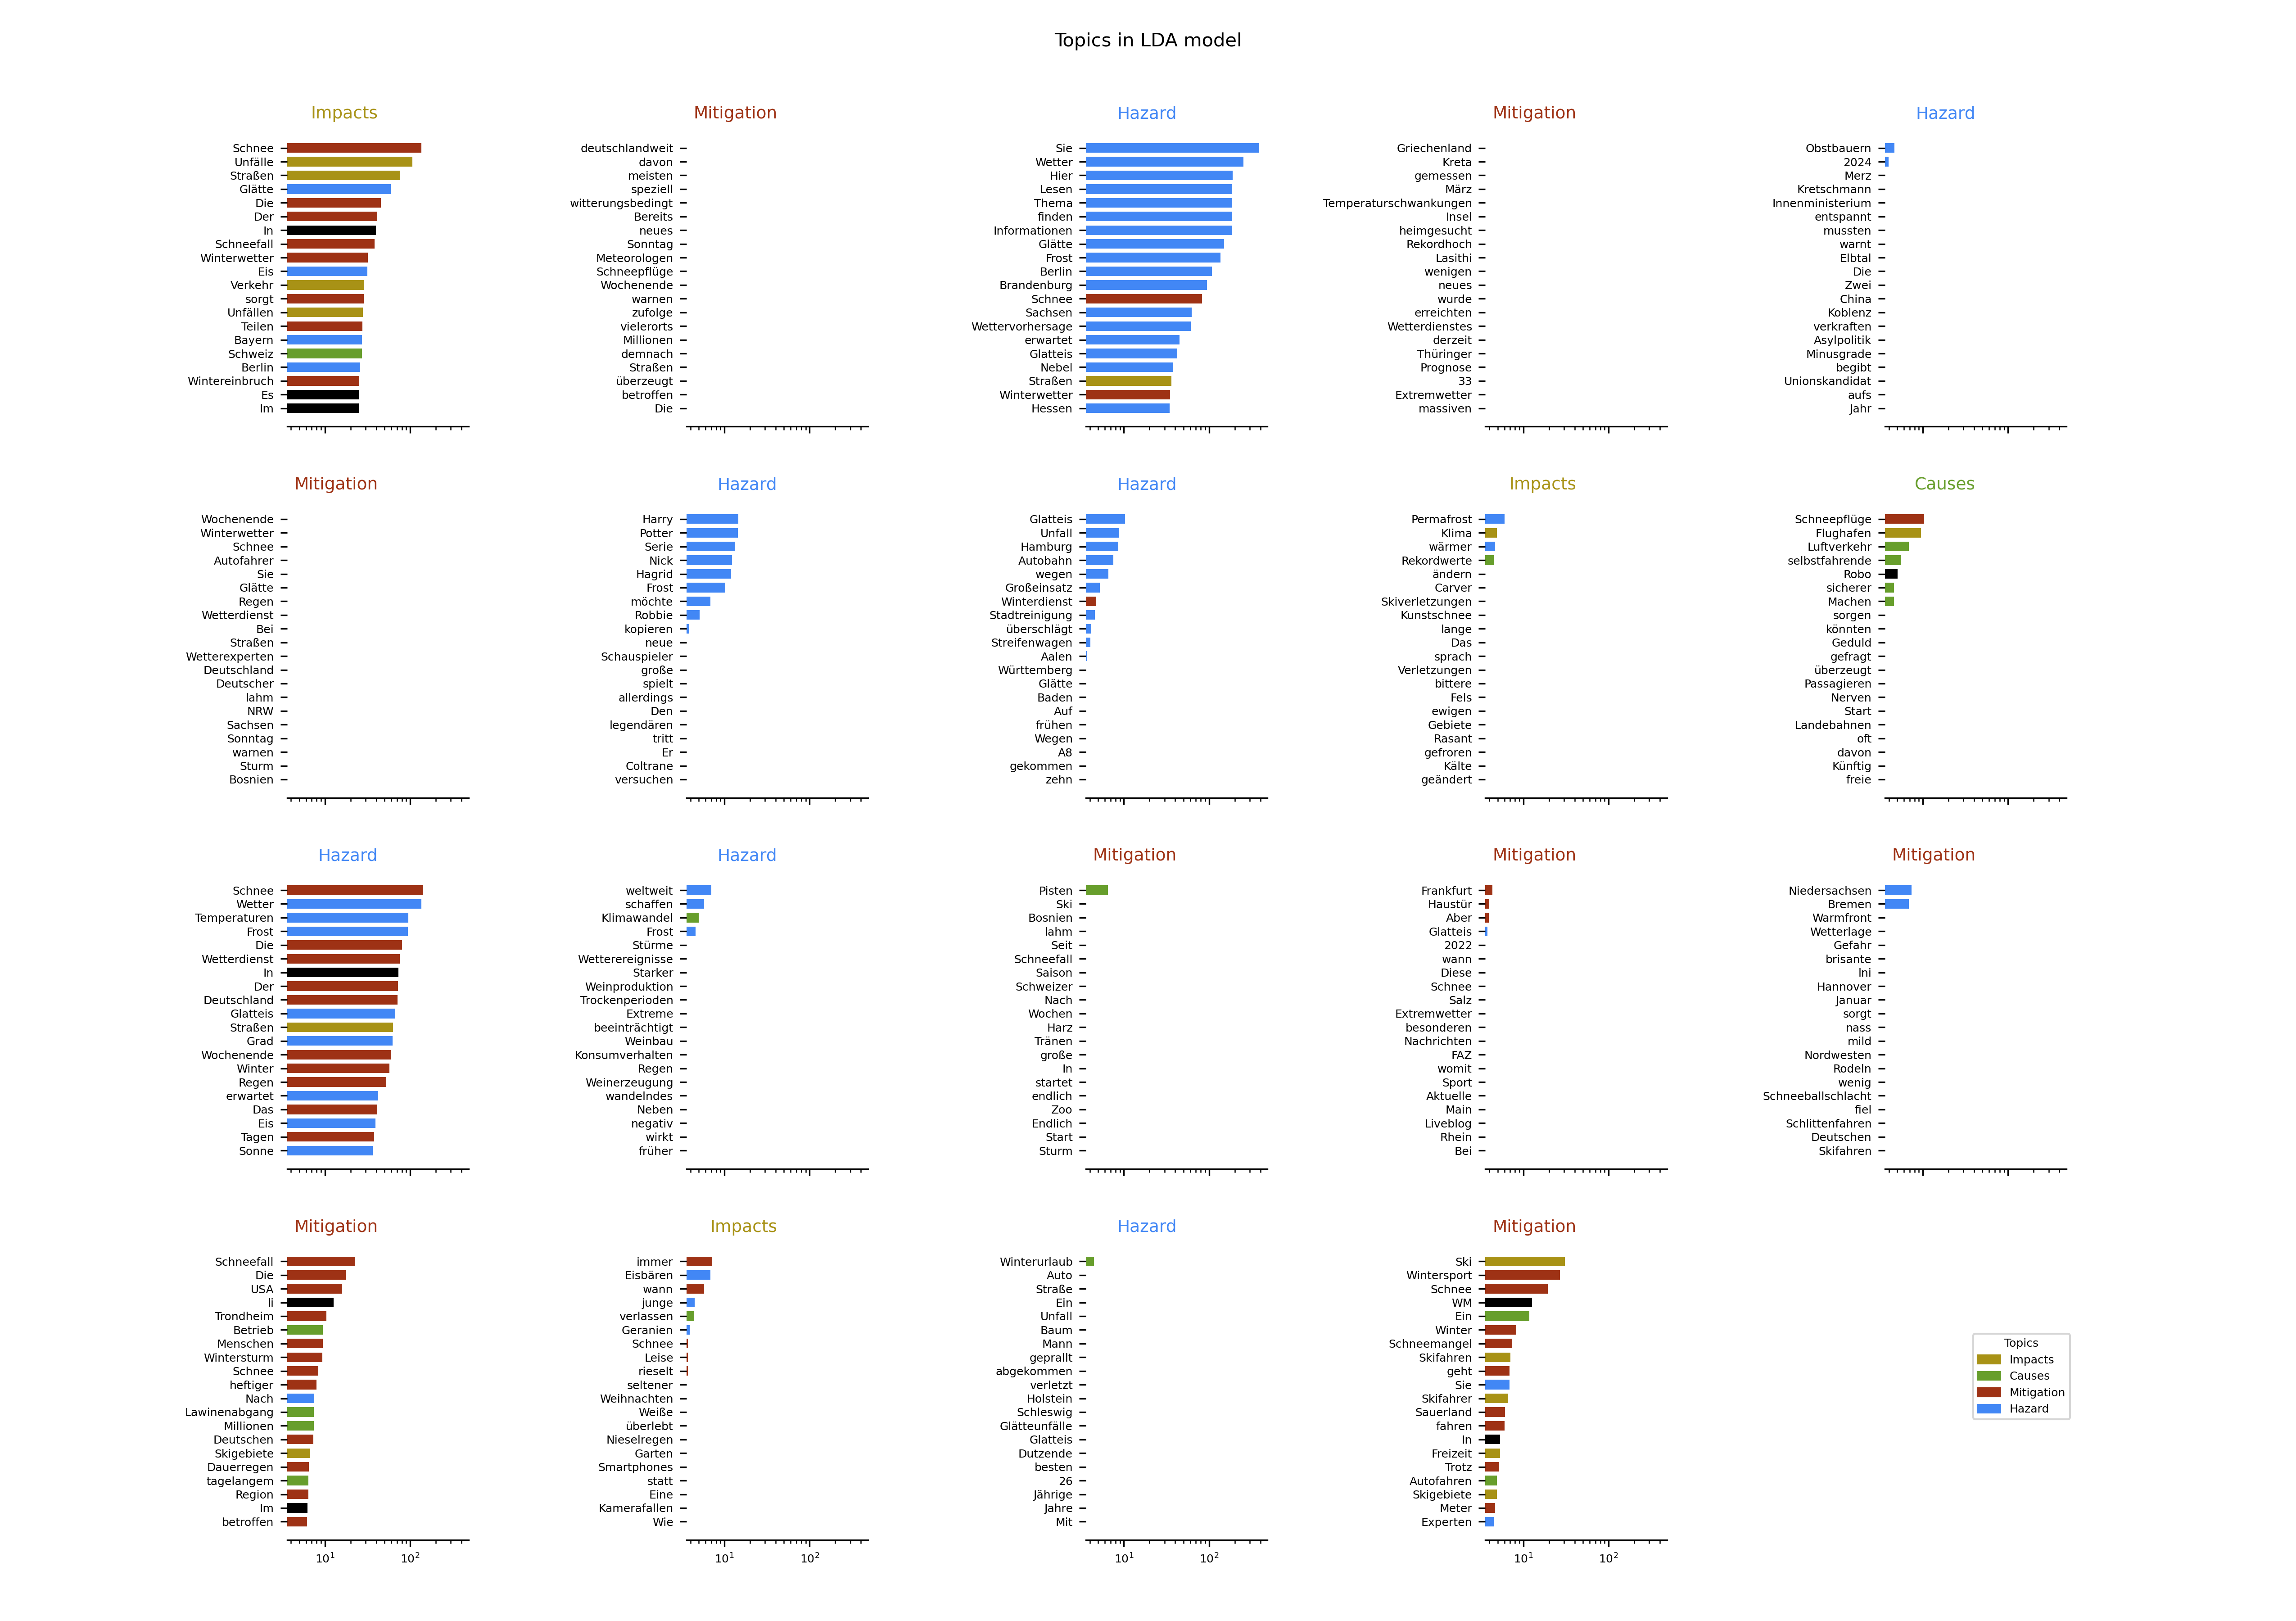 Topics in LDA model
Impacts
Schnee
Unfälle
Straßen
Glätte
Die
Der
In
Schneefall
Winterwetter
Eis
Verkehr
sorgt
Unfällen
Teilen
Bayern
Schweiz
Berlin
Wintereinbruch
Es
Im
Mitigation
deutschlandweit
davon
meisten
speziell
witterungsbedingt
Bereits
neues
Sonntag
Meteorologen
Schneepflüge
Wochenende
warnen
zufolge
vielerorts
Millionen
demnach
Straßen
überzeugt
betroffen
Die
Hazard
Sie
Wetter
Hier
Lesen
Thema
finden
Informationen
Glätte
Frost
Berlin
Brandenburg
Schnee
Sachsen
Wettervorhersage
erwartet
Glatteis
Nebel
Straßen
Winterwetter
Hessen
Mitigation
Griechenland
Kreta
gemessen
März
Temperaturschwankungen
Insel
heimgesucht
Rekordhoch
Lasithi
wenigen
neues
wurde
erreichten
Wetterdienstes
derzeit
Thüringer
Prognose
33
Extremwetter
massiven
Hazard
Obstbauern
2024
Merz
Kretschmann
Innenministerium
entspannt
mussten
warnt
Elbtal
Die
Zwei
China
Koblenz
verkraften
Asylpolitik
Minusgrade
begibt
Unionskandidat
aufs
Jahr
Mitigation
Wochenende
Winterwetter
Schnee
Autofahrer
Sie
Glätte
Regen
Wetterdienst
Bei
Straßen
Wetterexperten
Deutschland
Deutscher
lahm
NRW
Sachsen
Sonntag
warnen
Sturm
Bosnien
Hazard
Harry
Potter
Serie
Nick
Hagrid
Frost
möchte
Robbie
kopieren
neue
Schauspieler
große
spielt
allerdings
Den
legendären
tritt
Er
Coltrane
versuchen
Hazard
Glatteis
Unfall
Hamburg
Autobahn
wegen
Großeinsatz
Winterdienst
Stadtreinigung
überschlägt
Streifenwagen
Aalen
Württemberg
Glätte
Baden
Auf
frühen
Wegen
A8
gekommen
zehn
Impacts
Permafrost
Klima
wärmer
Rekordwerte
ändern
Carver
Skiverletzungen
Kunstschnee
lange
Das
sprach
Verletzungen
bittere
Fels
ewigen
Gebiete
Rasant
gefroren
Kälte
geändert
Causes
Schneepflüge
Flughafen
Luftverkehr
selbstfahrende
Robo
sicherer
Machen
sorgen
könnten
Geduld
gefragt
überzeugt
Passagieren
Nerven
Start
Landebahnen
oft
davon
Künftig
freie
Hazard
Schnee
Wetter
Temperaturen
Frost
Die
Wetterdienst
In
Der
Deutschland
Glatteis
Straßen
Grad
Wochenende
Winter
Regen
erwartet
Das
Eis
Tagen
Sonne
Hazard
weltweit
schaffen
Klimawandel
Frost
Stürme
Wetterereignisse
Starker
Weinproduktion
Trockenperioden
Extreme
beeinträchtigt
Weinbau
Konsumverhalten
Regen
Weinerzeugung
wandelndes
Neben
negativ
wirkt
früher
Mitigation
Pisten
Ski
Bosnien
lahm
Seit
Schneefall
Saison
Schweizer
Nach
Wochen
Harz
Tränen
große
In
startet
endlich
Zoo
Endlich
Start
Sturm
Mitigation
Frankfurt
Haustür
Aber
Glatteis
2022
wann
Diese
Schnee
Salz
Extremwetter
besonderen
Nachrichten
FAZ
womit
Sport
Aktuelle
Main
Liveblog
Rhein
Bei
Mitigation
Niedersachsen
Bremen
Warmfront
Wetterlage
Gefahr
brisante
Ini
Hannover
Januar
sorgt
nass
mild
Nordwesten
Rodeln
wenig
Schneeballschlacht
fiel
Schlittenfahren
Deutschen
Skifahren
Mitigation
Schneefall
Die
USA
li
Trondheim
Betrieb
Menschen
Wintersturm
Schnee
heftiger
Nach
Lawinenabgang
Millionen
Deutschen
Skigebiete
Dauerregen
tagelangem
Region
Im
betroffen
10¹ 10²
Impacts
immer
Eisbären
wann
junge
verlassen
Geranien
Schnee
Leise
rieselt
seltener
Weihnachten
Weiße
überlebt
Nieselregen
Garten
Smartphones
statt
Eine
Kamerafallen
Wie
10¹ 10²
Hazard
Winterurlaub
Auto
Straße
Ein
Unfall
Baum
Mann
geprallt
abgekommen
verletzt
Holstein
Schleswig
Glätteunfälle
Glatteis
Dutzende
besten
26
Jährige
Jahre
Mit
10¹ 10²
Mitigation
Ski
Wintersport
Schnee
WM
Ein
Winter
Schneemangel
Skifahren
geht
Sie
Skifahrer
Sauerland
fahren
In
Freizeit
Trotz
Autofahren
Skigebiete
Meter
Experten
10¹ 10²
Topics
Impacts
Causes
Mitigation
Hazard